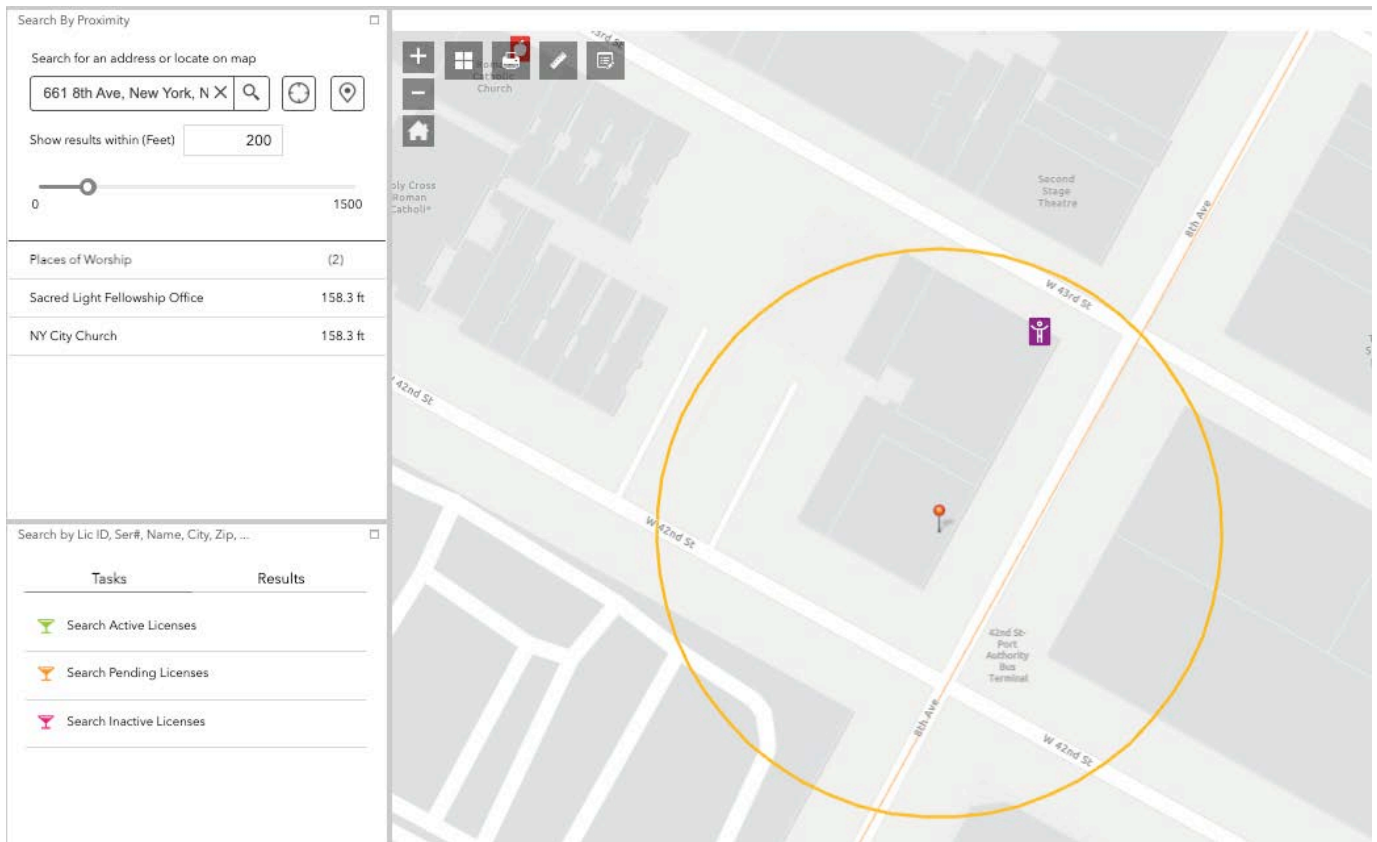 Search By Proximity
Search for an address or locate on map
661 8th Ave, New York, N
Show results within (Feet)
200
0
1500
Places of Worship
(2)
Sacred Light Fellowship Office
158.3 ft
NY City Church
158.3 ft
Search by Lic ID, Ser#, Name, City, Zip, ...
Tasks
Results
Search Active Licenses
Search Pending Licenses
Search Inactive Licenses
Catholic
Church
Roman
Catholi
Second
Stage
Theatre
8th Ave
W 43rd St
42nd St
W 42nd St
42nd St-
Port
Authority
Bus
Terminal
8th Ave
W 42nd St